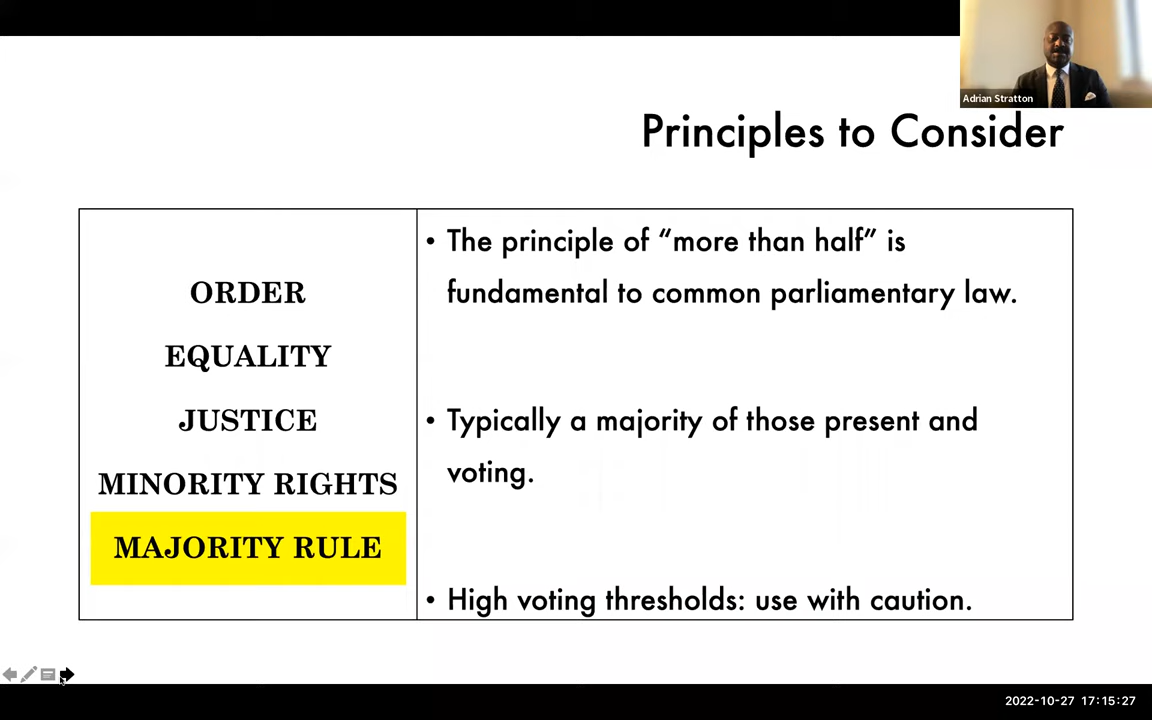 Adrian Stratton
Principles to Consider
ORDER
EQUALITY
JUSTICE
MINORITY RIGHTS
MAJORITY RULE
• The principle of “more than half” is
fundamental to common parliamentary law.
• Typically a majority of those present and
voting.
• High voting thresholds: use with caution.
2022-10-27 17:15:27